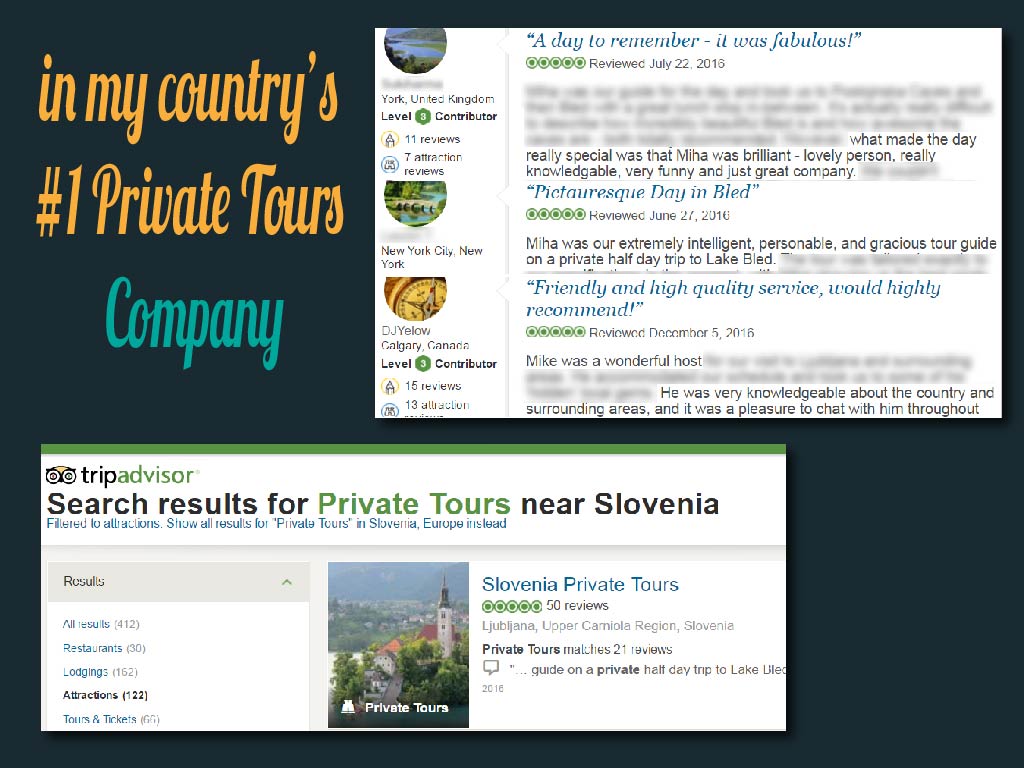 in my country's
#1 Private Tours
Company
"A day to remember - it was fabulous!"
Reviewed July 22, 2016
York, United Kingdom
Level 3 Contributor
11 reviews
7 attraction
reviews
what made the day
really special was that Miha was brilliant - lovely person, really
knowledgable, very funny and just great company.
"Pictauresque Day in Bled"
Reviewed June 27, 2016
New York City, New
York
Miha was our extremely intelligent, personable, and gracious tour guide
on a private half day trip to Lake Bled.
"Friendly and high quality service, would highly
recommend!"
Reviewed December 5, 2016
DJYelow
Calgary, Canada
Level 3 Contributor
15 reviews
13 attraction
reviews
Mike was a wonderful host
He was very knowledgeable about the country and
surrounding areas, and it was a pleasure to chat with him throughout
tripadvisor
Search results for Private Tours near Slovenia
Filtered to attractions. Show all results for "Private Tours" in Slovenia, Europe instead
Results
All results (412)
Restaurants (30)
Lodgings (162)
Attractions (122)
Tours & Tickets (66)
Private Tours
Slovenia Private Tours
50 reviews
Ljubljana, Upper Carniola Region, Slovenia
Private Tours matches 21 reviews
"... guide on a private half day trip to Lake Bled
2016